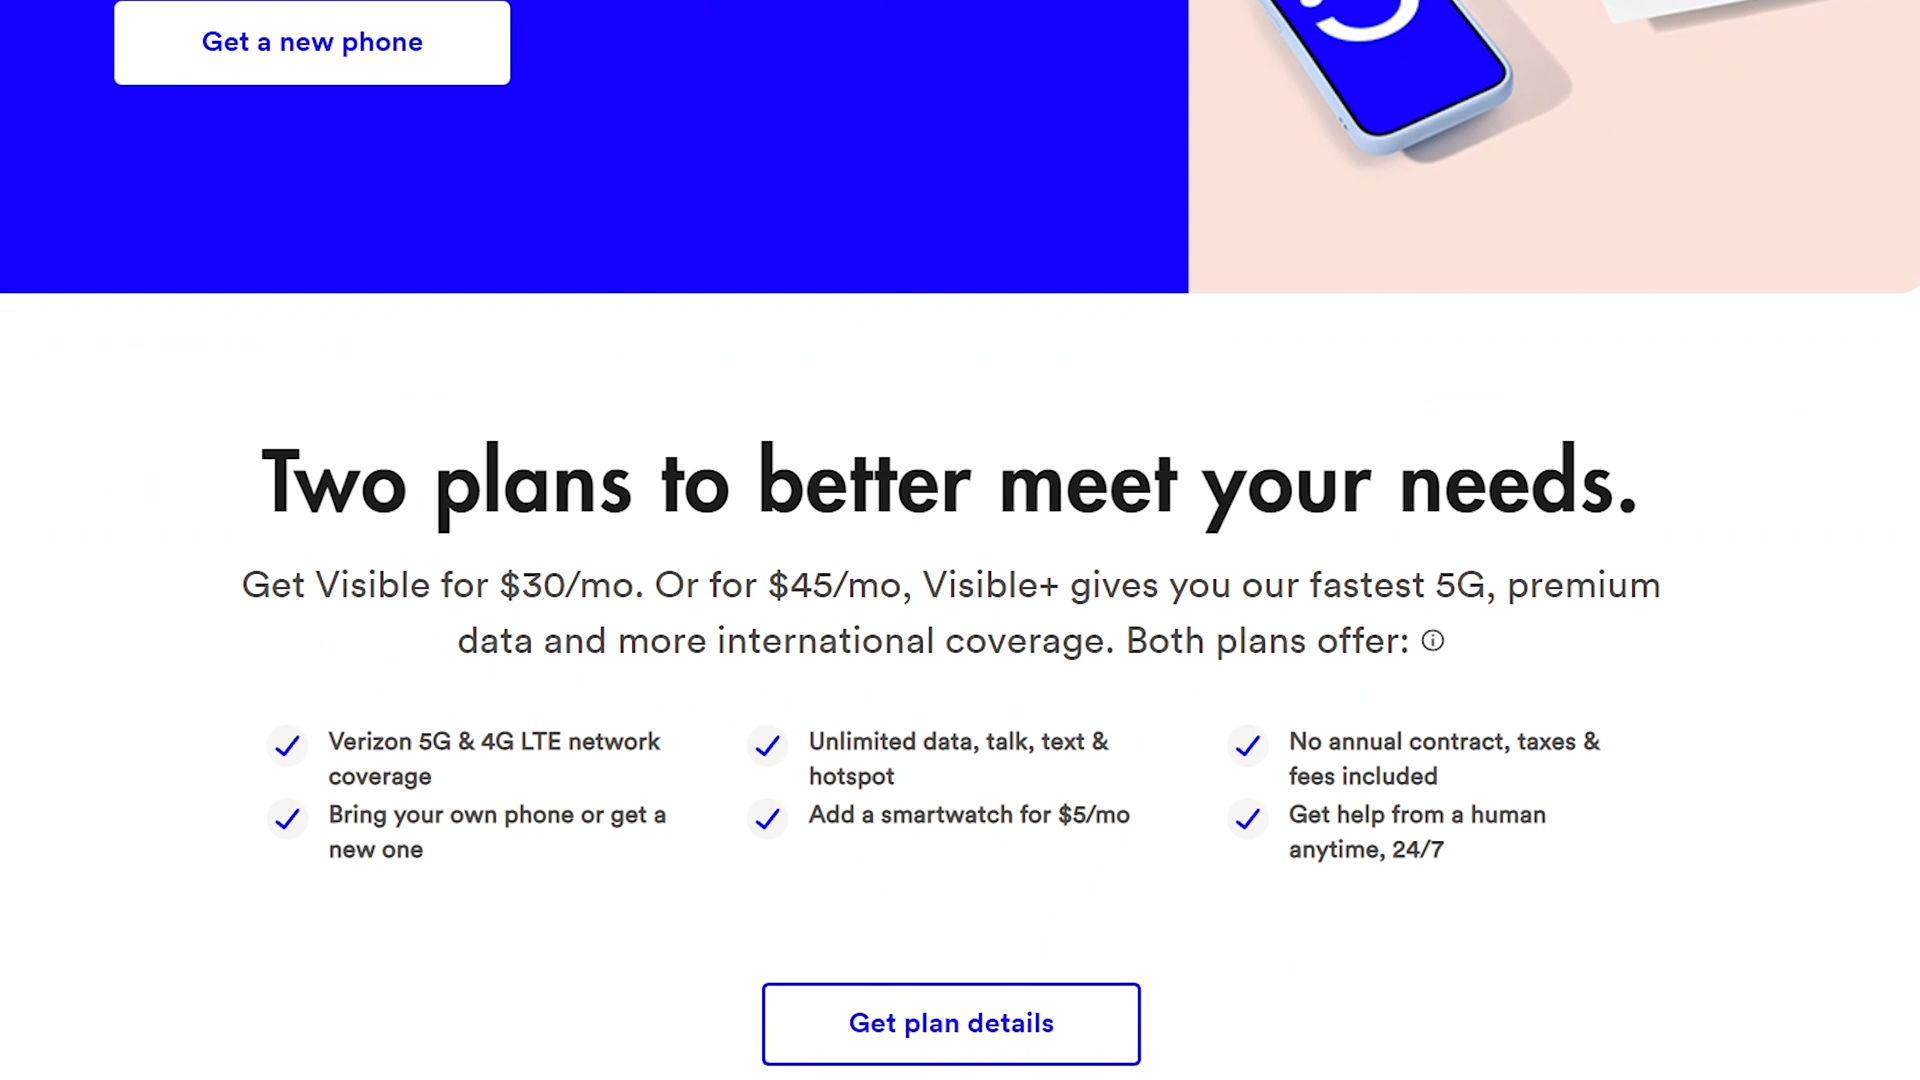 Get a new phone
Two plans to better meet your needs.
Get Visible for $30/mo. Or for $45/mo, Visible+ gives you our fastest 5G, premium
data and more international coverage. Both plans offer: ⓘ
Verizon 5G & 4G LTE network
coverage
Unlimited data, talk, text &
hotspot
No annual contract, taxes &
fees included
Bring your own phone or get a
new one
Add a smartwatch for $5/mo
Get help from a human
anytime, 24/7
Get plan details